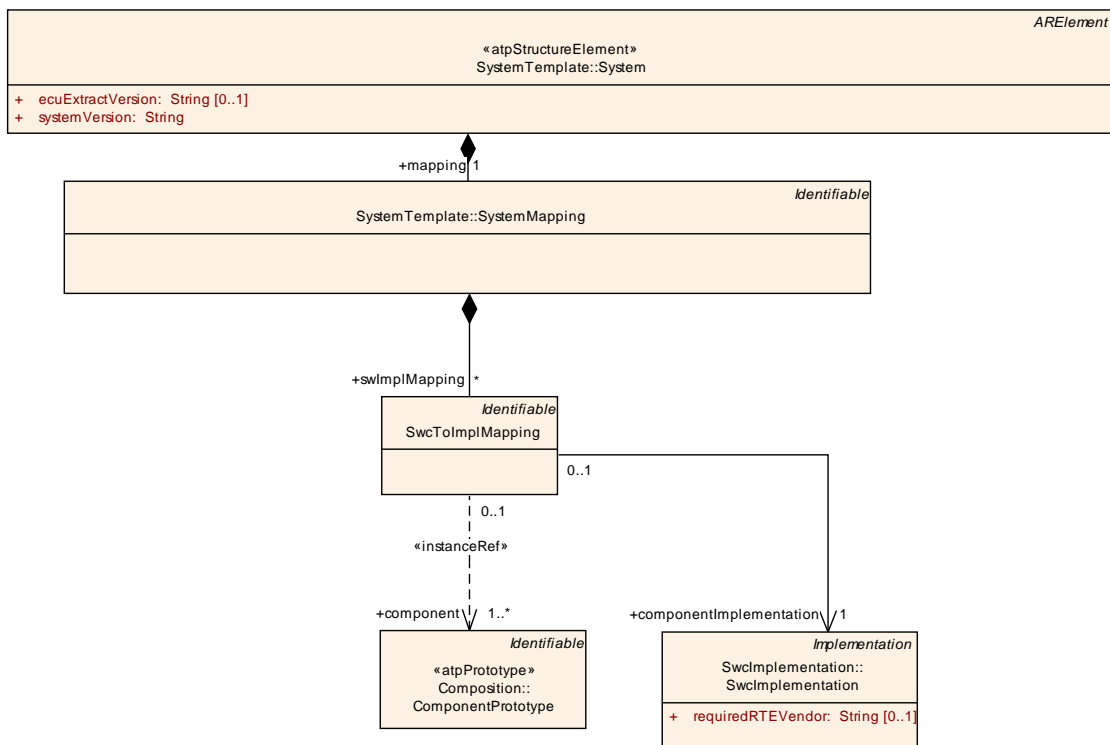 ARElement
«atpStructureElement»
SystemTemplate::System
+ ecuExtractVersion: String [0..1]
+ systemVersion: String
+mapping 1
Identifiable
SystemTemplate::SystemMapping
+swImplMapping *
Identifiable
SwcToImplMapping
0..1
0..1
«instanceRef»
+component 1..*
+componentImplementation 1
Identifiable
«atpPrototype»
Composition::
ComponentPrototype
Implementation
SwcImplementation::
SwcImplementation
+ requiredRTEVendor: String [0..1]